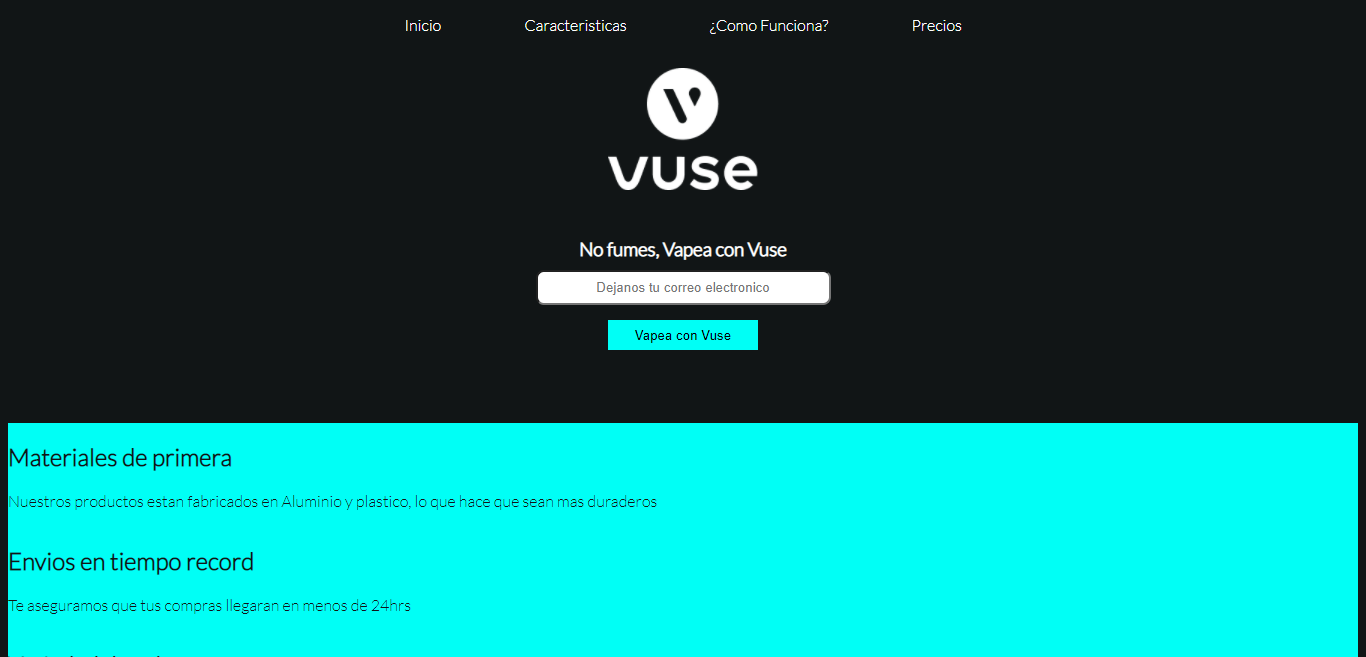 Inicio Caracteristicas ¿Como Funciona? Precios
vuse
No fumes, Vapea con Vuse
Dejanos tu correo electronico
Vapea con Vuse
Materiales de primera
Nuestros productos estan fabricados en Aluminio y plastico, lo que hace que sean mas duraderos
Envios en tiempo record
Te aseguramos que tus compras llegaran en menos de 24hrs